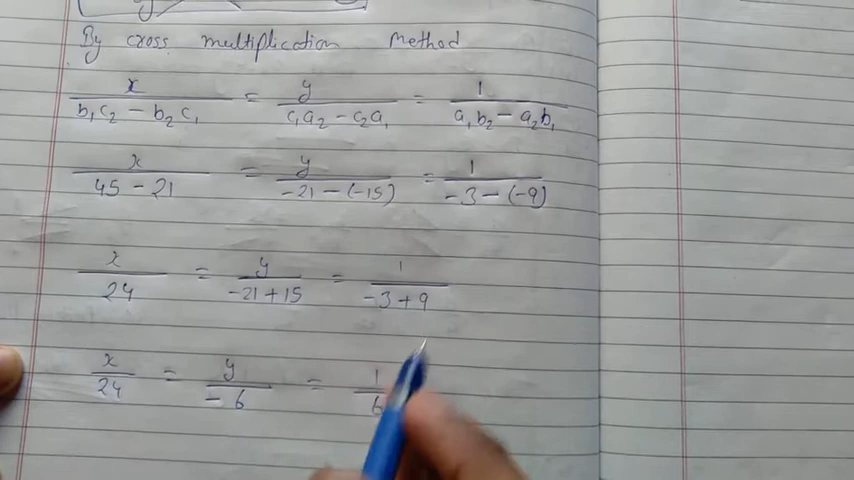 By cross multiplication Method
x / (b₁c₂ − b₂c₁) = y / (c₁a₂ − c₂a₁) = 1 / (a₁b₂ − a₂b₁)
x / (45 − 21) = y / (−21 − (−15)) = 1 / (−3 − (−9))
x / 24 = y / (−21 + 15) = 1 / (−3 + 9)
x / 24 = y / −6 = 1 / 6